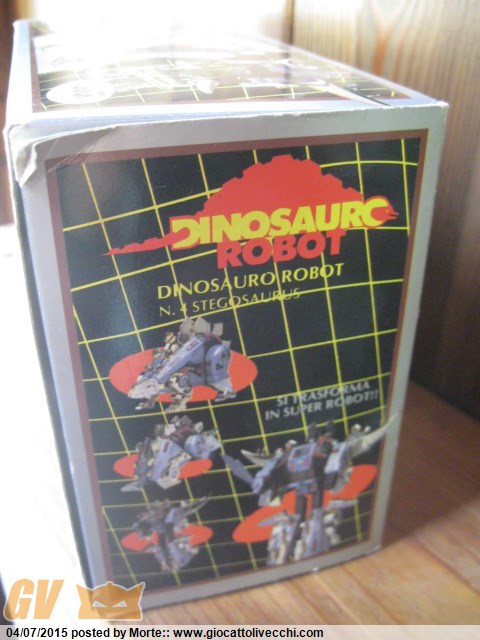 DINOSAURO
ROBOT
DINOSAURO ROBOT
N. 4 STEGOSAURUS
SI TRASFORMA
IN SUPER ROBOT!!
GV
04/07/2015 posted by Morte:: www.giocattolivecchi.com